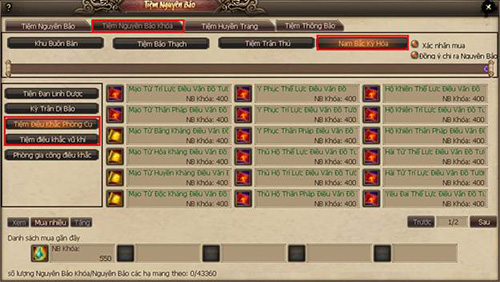 Tiệm Nguyên Bảo
Tiệm Nguyên Bảo Tiệm Nguyên Bảo Khóa Tiệm Huyền Trang Tiệm Thông Bảo
Khu Buôn Bán Tiệm Bảo Thạch Tiệm Trân Thú Nam Bắc Kỳ Hóa Xác nhận mua
Đồng ý chi ra Nguyên Bảo
Tiên Đan Linh Dược
Kỳ Trân Dị Bảo
Tiệm Điêu Khắc Phòng Cụ
Tiệm điêu khắc vũ khí
Phòng gia công điêu khắc
Mạo Tử Trí Lực Điêu Văn Đồ Tướ Y Phục Thể Lực Điêu Văn Đồ Hộ Khiên Thể Lực Điêu Văn Đồ
NB Khóa: 400 NB Khóa: 400 NB Khóa: 400
Mạo Tử Thân Pháp Điêu Văn Đồ Y Phục Trí Lực Điêu Văn Đồ Hộ Khiên Trí Lực Điêu Văn Đồ
NB Khóa: 400 NB Khóa: 400 NB Khóa: 400
Mạo Tử Băng Kháng Điêu Văn Đồ Y Phục Thân Pháp Điêu Văn Đồ Hộ Khiên Thân Pháp Điêu Văn
NB Khóa: 400 NB Khóa: 400 NB Khóa: 400
Mạo Tử Hỏa Kháng Điêu Văn Đồ Thủ Hộ Thể Lực Điêu Văn Đồ Hài Tử Thể Lực Điêu Văn Đồ
NB Khóa: 400 NB Khóa: 400 NB Khóa: 400
Mạo Tử Huyền Kháng Điêu Văn Đ Thủ Hộ Trí Lực Điêu Văn Đồ Tướ Hài Tử Trí Lực Điêu Văn Đồ Tướ
NB Khóa: 400 NB Khóa: 400 NB Khóa: 400
Mạo Tử Độc Kháng Điêu Văn Đồ Thủ Hộ Thân Pháp Điêu Văn Đồ Yêu Đai Thể Lực Điêu Văn Đồ
NB Khóa: 400 NB Khóa: 400 NB Khóa: 400
Xem Mua nhiều Tặng Trước 1/2 Sau
Danh sách mua gần đây
NB Khóa:
550
số lượng Nguyên Bảo Khóa/Nguyên Bảo các hạ mang theo: 0/43360